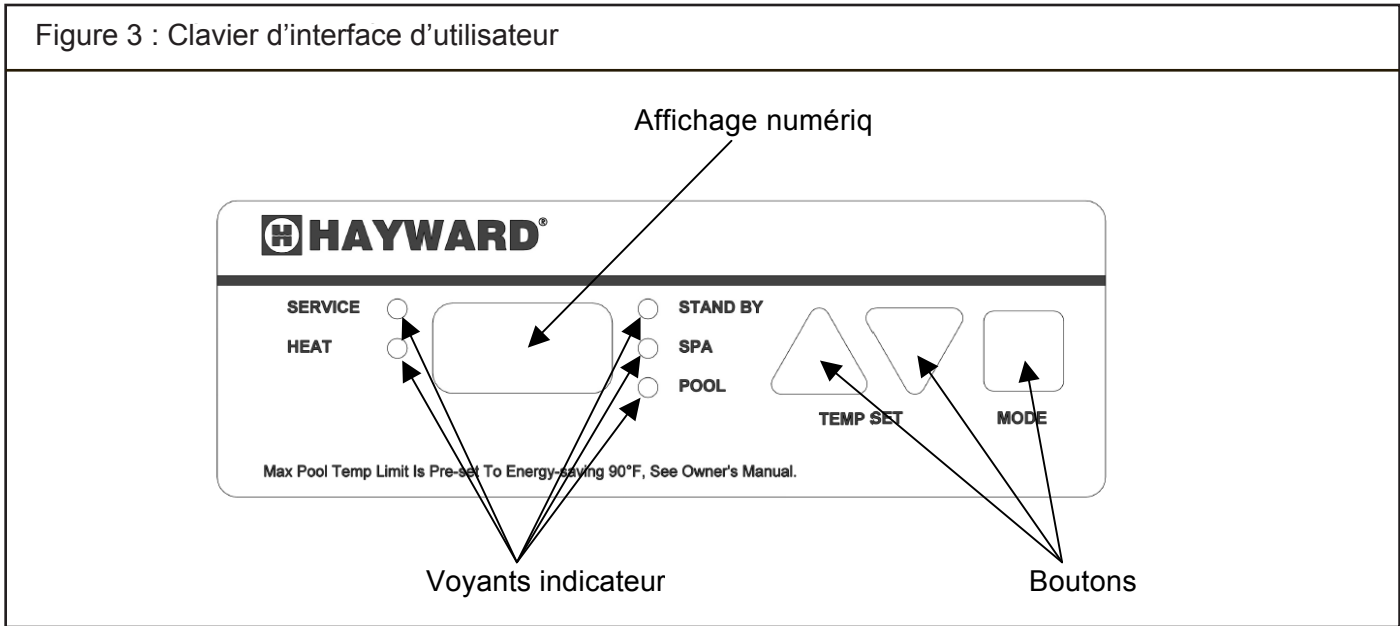 Figure 3 : Clavier d’interface d’utilisateur
Affichage numériq
HAYWARD®
SERVICE
HEAT
STAND BY
SPA
POOL
TEMP SET
MODE
Max Pool Temp Limit Is Pre-set To Energy-saving 90°F, See Owner's Manual.
Voyants indicateur
Boutons